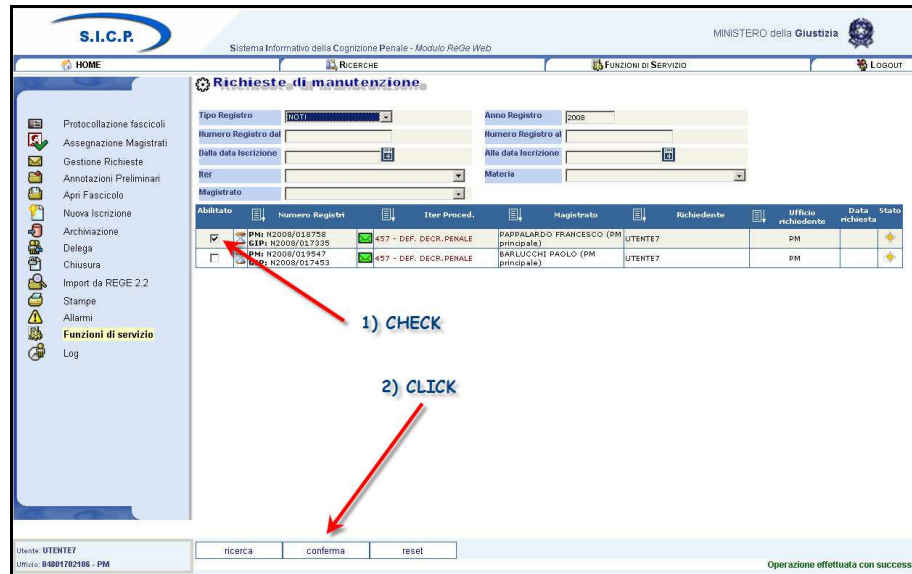 S.I.C.P.
Sistema Informativo della Cognizione Penale - Modulo ReGe Web
MINISTERO della Giustizia
HOME
RICERCHE
FUNZIONI DI SERVIZIO
LOGOUT
Richieste di manutenzione
Protocollazione fascicoli
Assegnazione Magistrati
Gestione Richieste
Annotazioni Preliminari
Apri Fascicolo
Nuova Iscrizione
Archiviazione
Delega
Chiusura
Import da REGE 2.2
Stampe
Allarmi
Funzioni di servizio
Log
Tipo Registro NOTI Anno Registro 2008
Numero Registro dal Numero Registro al
Dalla data Iscrizione Alla data Iscrizione
Iter Materia
Magistrato
Abilitato Numero Registri Iter Proced. Magistrato Richiedente Ufficio richiedente Data richiesta Stato
PM: N2008/018758 457 - DEF. DECR.PENALE PAPPALARDO FRANCESCO (PM UTENTE7 PM
GIP: N2008/017335 principale)
PM: N2008/019547 457 - DEF. DECR.PENALE BARLUCCHI PAOLO (PM UTENTE7 PM
GIP: N2008/017453 principale)
1) CHECK
2) CLICK
Utente: UTENTE7
Ufficio: 04801702106 - PM
ricerca conferma reset
Operazione effettuata con success